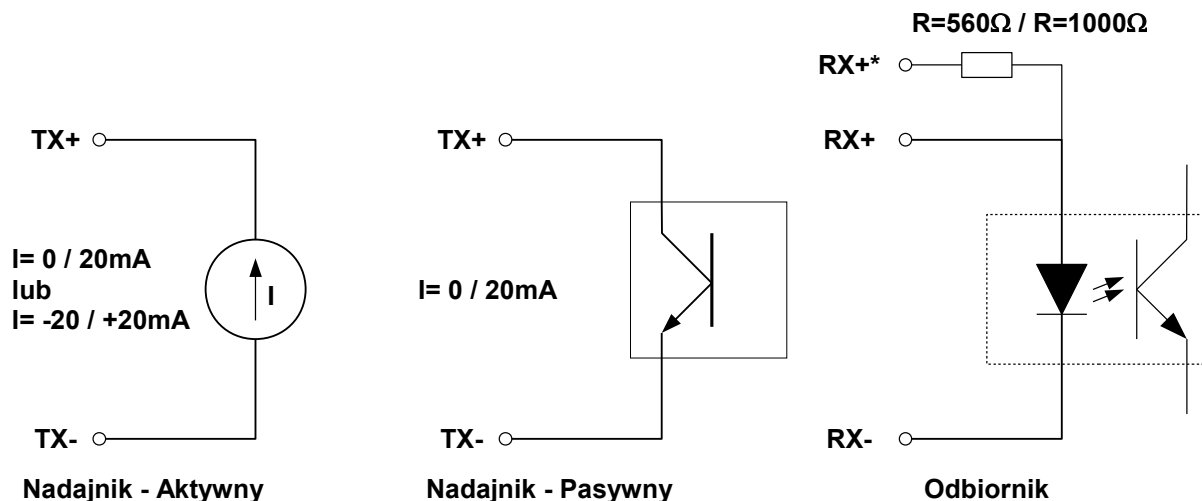 R=560Ω / R=1000Ω
RX+*
TX+
TX+
RX+
I= 0 / 20mA
lub
I= -20 / +20mA
I
I= 0 / 20mA
TX-
TX-
RX-
Nadajnik - Aktywny
Nadajnik - Pasywny
Odbiornik